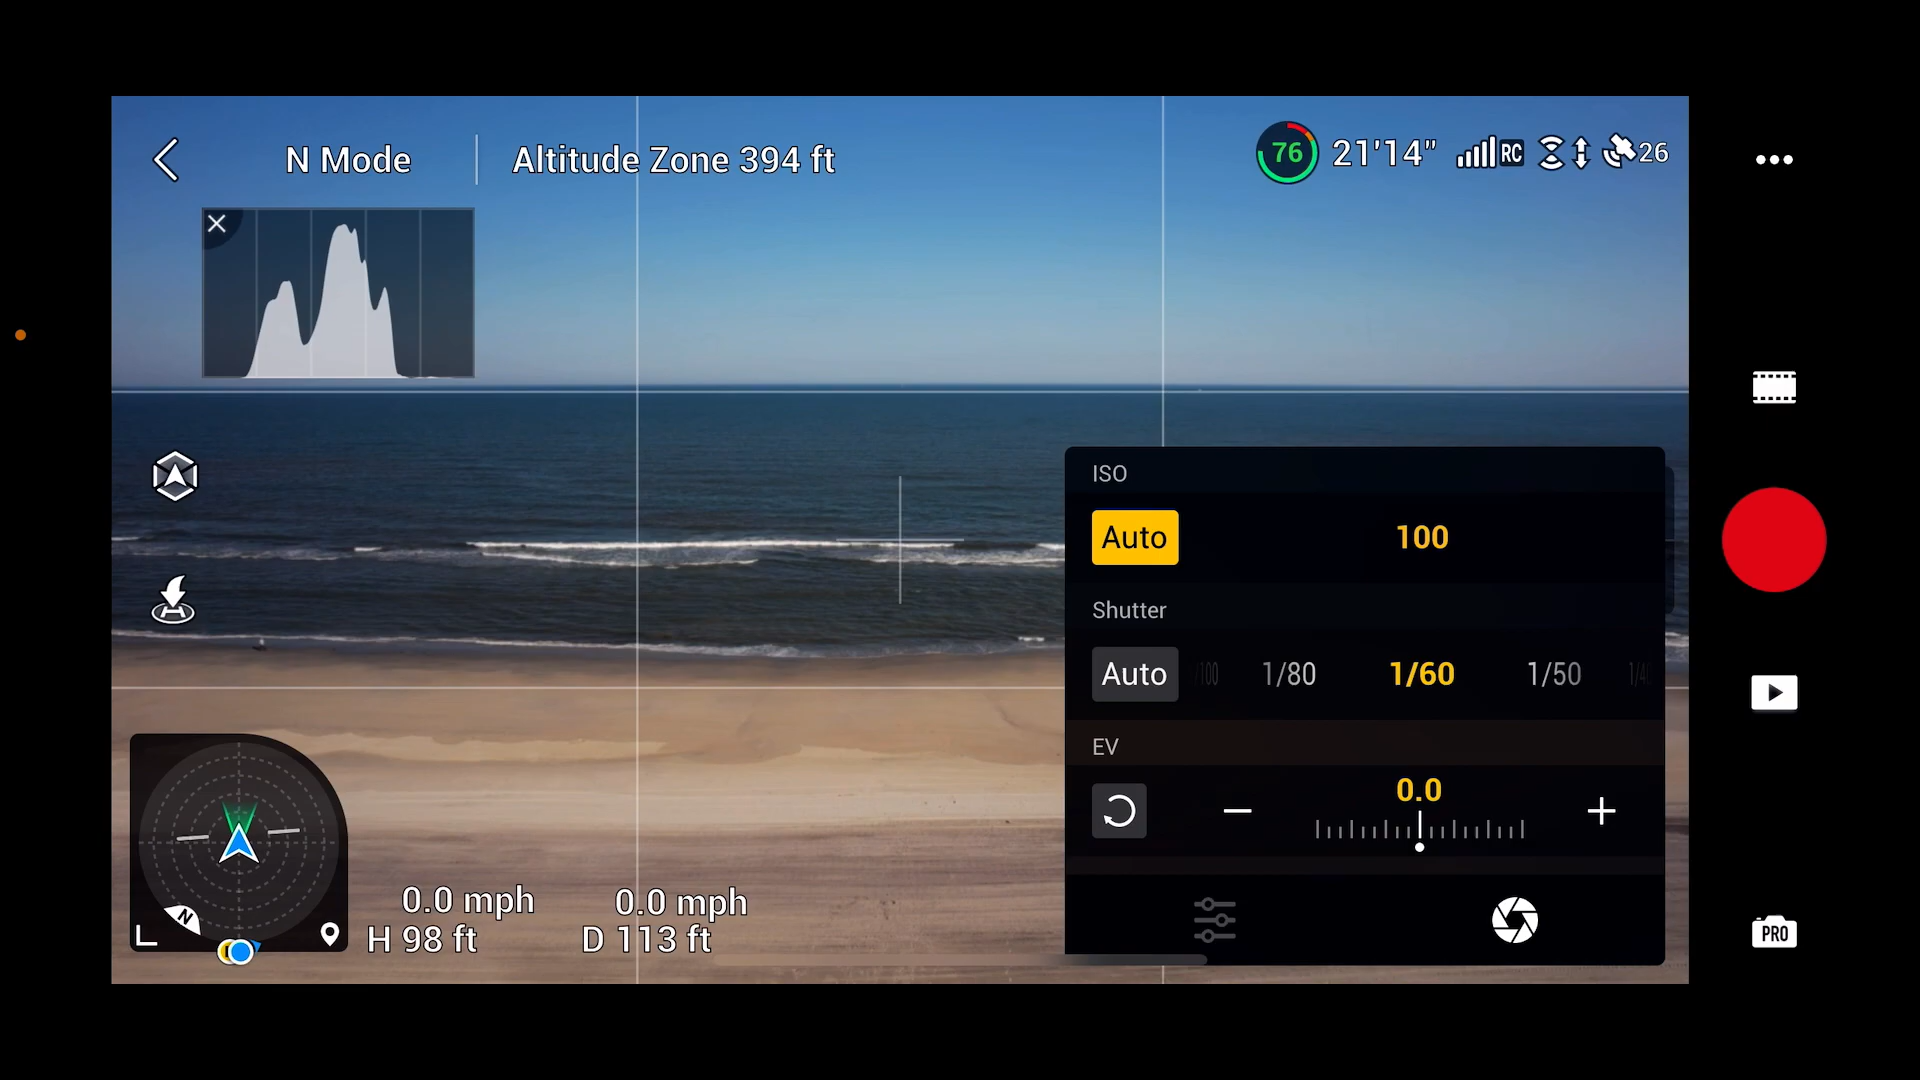 N Mode
Altitude Zone 394 ft
76
21'14"
RC
26
ISO
Auto
100
Shutter
Auto
1/80
1/60
1/50
EV
0.0
N
L
0.0 mph
0.0 mph
H 98 ft
D 113 ft
PRO